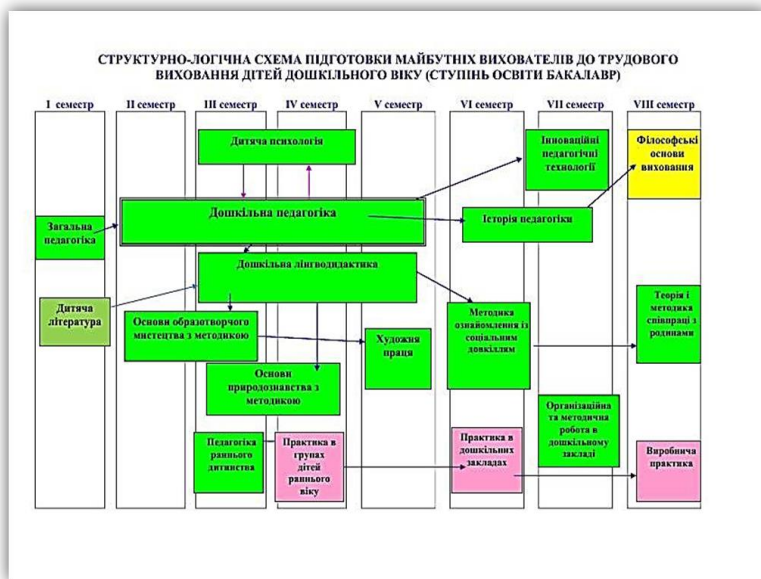 СТРУКТУРНО-ЛОГІЧНА СХЕМА ПІДГОТОВКИ МАЙБУТНІХ ВИХОВАТЕЛІВ ДО ТРУДОВОГО
ВИХОВАННЯ ДІТЕЙ ДОШКІЛЬНОГО ВІКУ (СТУПІНЬ ОСВІТИ БАКАЛАВР)
I семестр
II семестр
III семестр
IV семестр
V семестр
VI семестр
VII семестр
VIII семестр
Дитяча психологія
Інноваційні
педагогічні
технології
Філософські
основи
виховання
Загальна
педагогіка
Дошкільна педагогіка
Історія педагогіки
Дошкільна лінгводидактика
Дитяча
література
Основи образотворчого
мистецтва з методикою
Художня
праця
Методика
ознайомлення із
соціальним
довкіллям
Теорія і
методика
співпраці з
родинами
Основи
природознавства з
методикою
Організаційна
та методична
робота в
дошкільному
закладі
Педагогіка
раннього
дитинства
Практика в
групах
дітей
раннього
віку
Практика в
дошкільних
закладах
Виробнича
практика